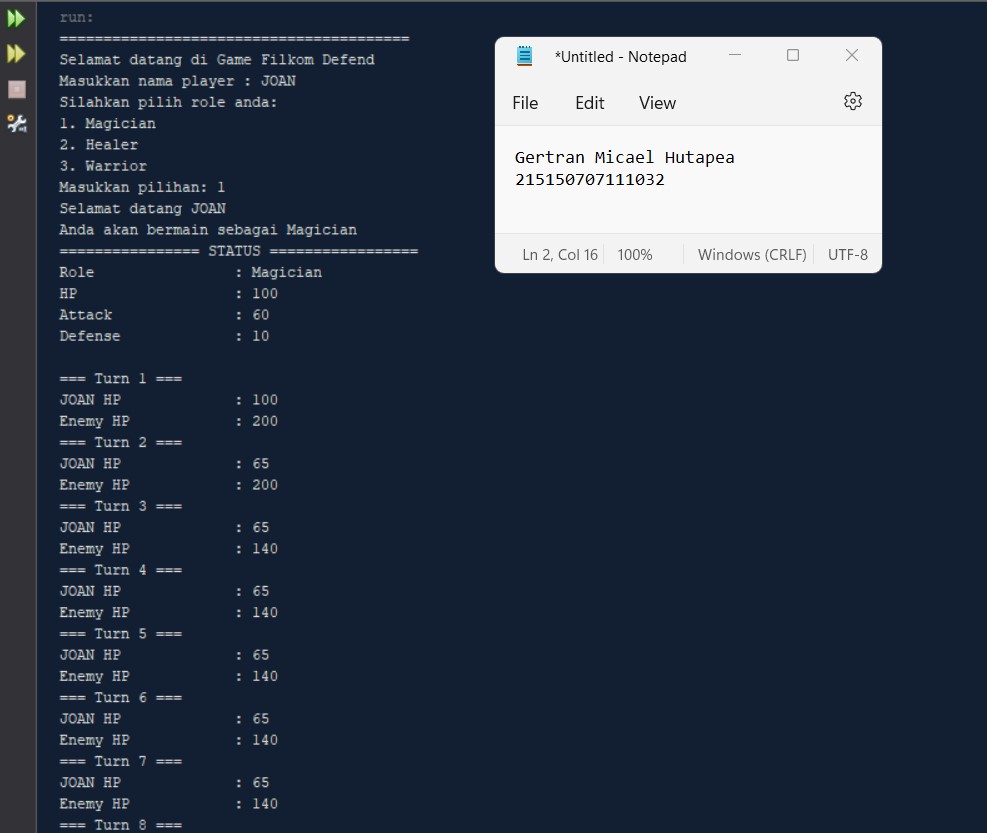 run:
========================================
Selamat datang di Game Filkom Defend
Masukkan nama player : JOAN
Silahkan pilih role anda:
1. Magician
2. Healer
3. Warrior
Masukkan pilihan: 1
Selamat datang JOAN
Anda akan bermain sebagai Magician
================ STATUS =================
Role : Magician
HP : 100
Attack : 60
Defense : 10
=== Turn 1 ===
JOAN HP : 100
Enemy HP : 200
=== Turn 2 ===
JOAN HP : 65
Enemy HP : 200
=== Turn 3 ===
JOAN HP : 65
Enemy HP : 140
=== Turn 4 ===
JOAN HP : 65
Enemy HP : 140
=== Turn 5 ===
JOAN HP : 65
Enemy HP : 140
=== Turn 6 ===
JOAN HP : 65
Enemy HP : 140
=== Turn 7 ===
JOAN HP : 65
Enemy HP : 140
=== Turn 8 ===
*Untitled - Notepad
File Edit View
Gertran Micael Hutapea
215150707111032
Ln 2, Col 16 100% Windows (CRLF) UTF-8